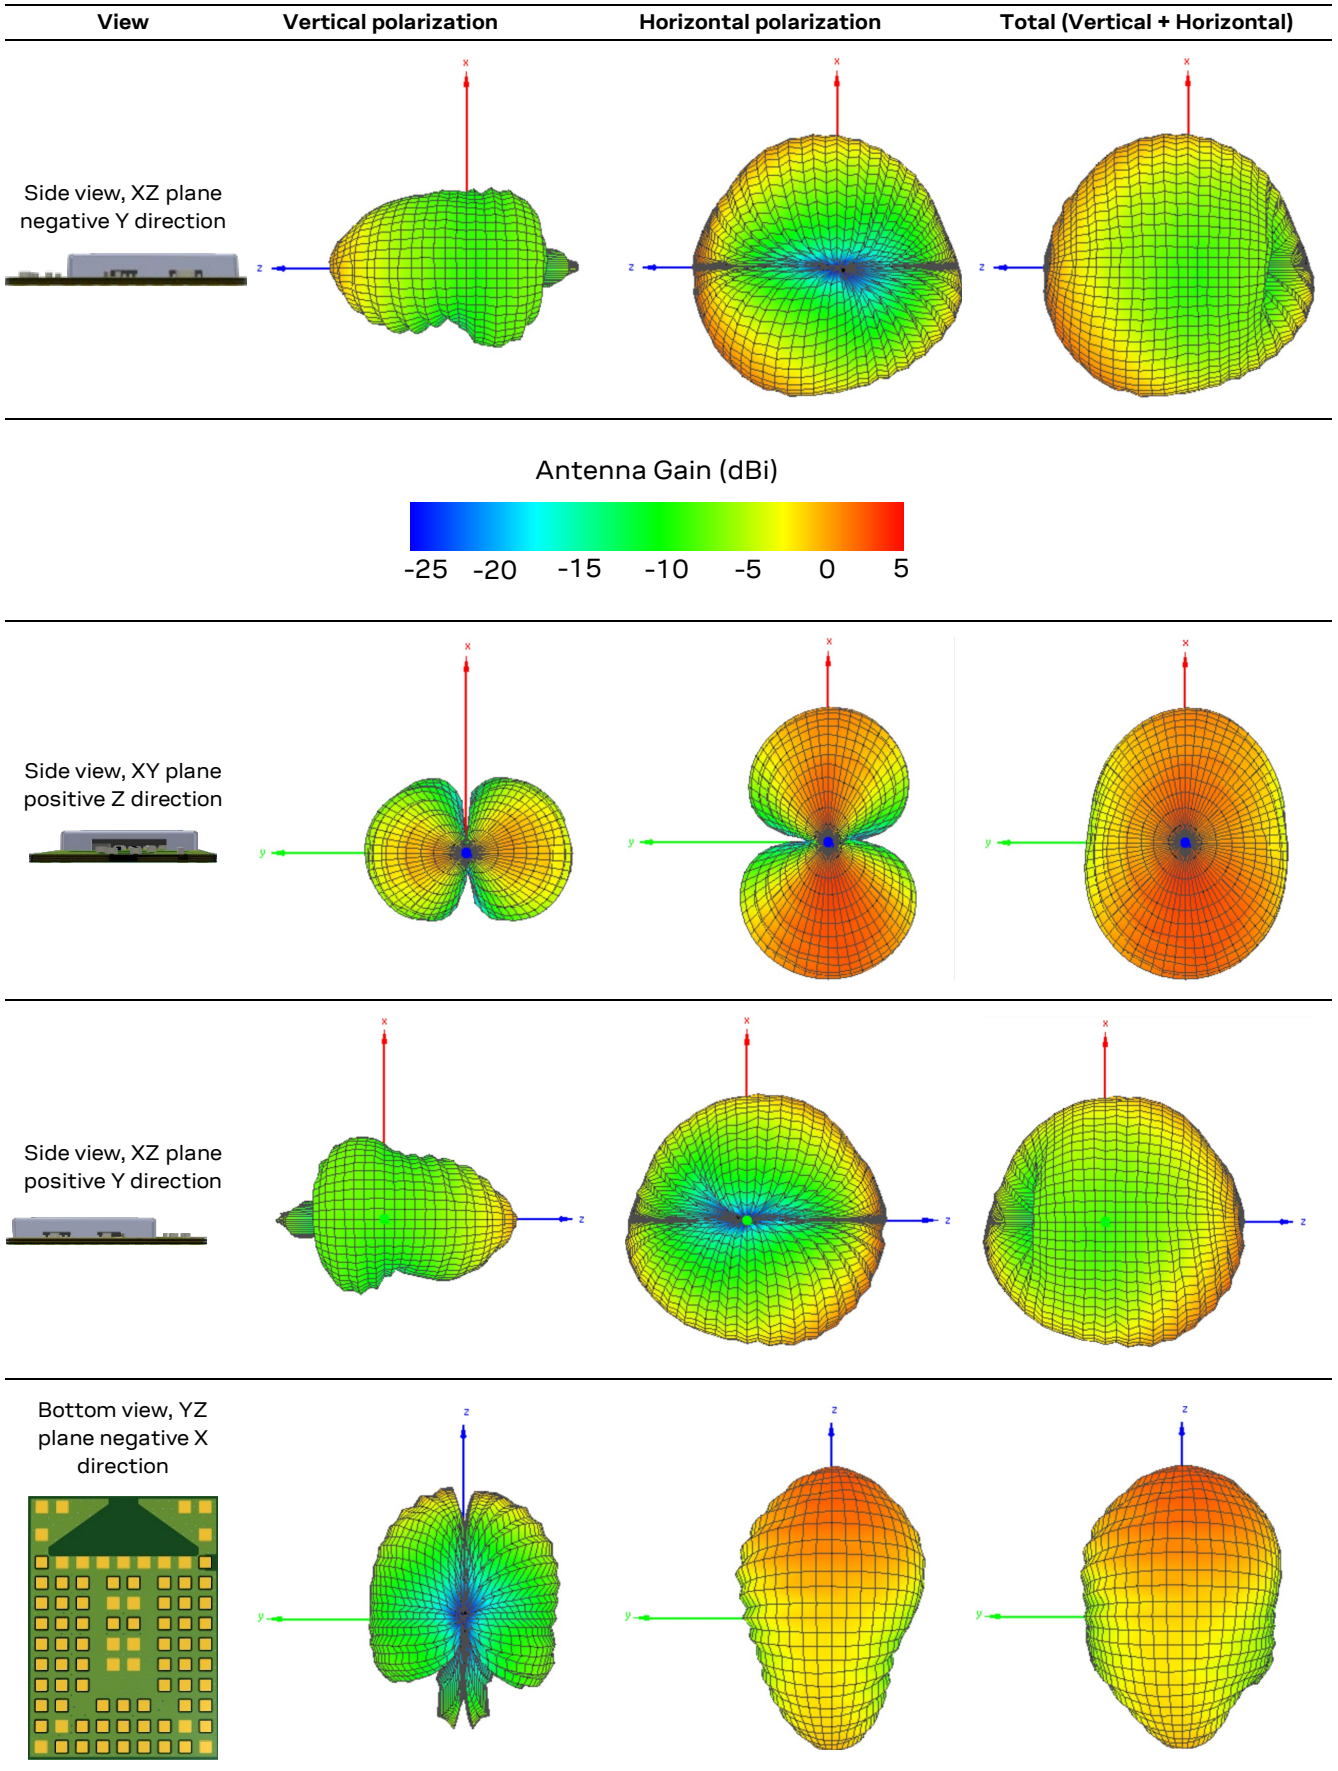 View Vertical polarization Horizontal polarization Total (Vertical + Horizontal)
x x x
Side view, XZ plane
negative Y direction
z z z
Antenna Gain (dBi)
-25 -20 -15 -10 -5 0 5
x x x
Side view, XY plane
positive Z direction
y y y
x x x
Side view, XZ plane
positive Y direction
z z z
Bottom view, YZ
plane negative X
direction
z z z
y y y